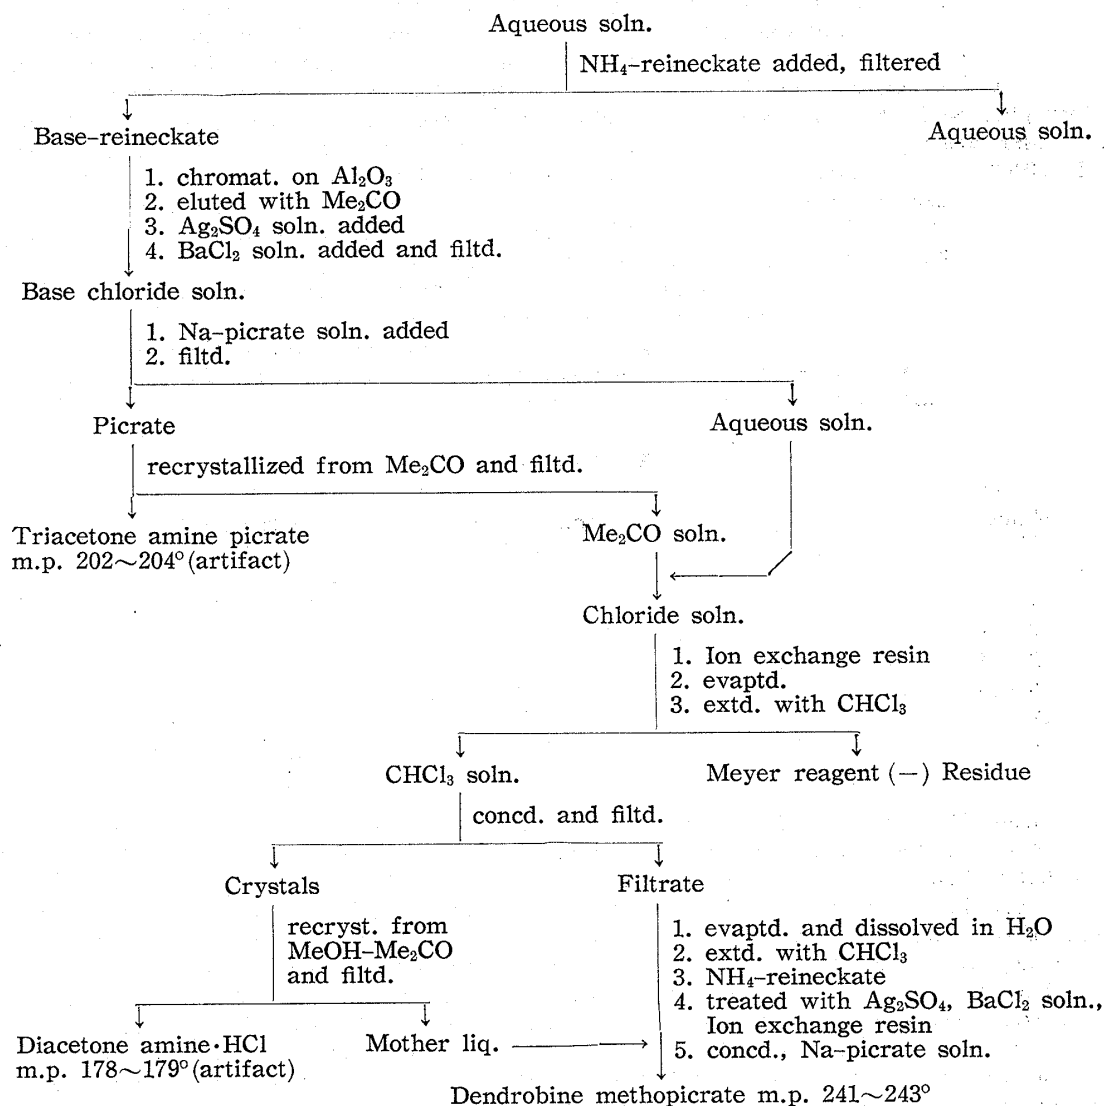 Aqueous soln.
NH₄-reineckate added, filtered
Base-reineckate
Aqueous soln.
1. chromat. on Al₂O₃
2. eluted with Me₂CO
3. Ag₂SO₄ soln. added
4. BaCl₂ soln. added and filtd.
Base chloride soln.
1. Na-picrate soln. added
2. filtd.
Picrate
Aqueous soln.
recrystallized from Me₂CO and filtd.
Triacetone amine picrate
m.p. 202~204° (artifact)
Me₂CO soln.
Chloride soln.
1. Ion exchange resin
2. evaptd.
3. extd. with CHCl₃
CHCl₃ soln.
Meyer reagent (—) Residue
concd. and filtd.
Crystals
Filtrate
recryst. from
MeOH-Me₂CO
and filtd.
1. evaptd. and dissolved in H₂O
2. extd. with CHCl₃
3. NH₄-reineckate
4. treated with Ag₂SO₄, BaCl₂ soln.,
Ion exchange resin
5. concd., Na-picrate soln.
Diacetone amine·HCl
m.p. 178~179° (artifact)
Mother liq.
Dendrobine methopicrate m.p. 241~243°